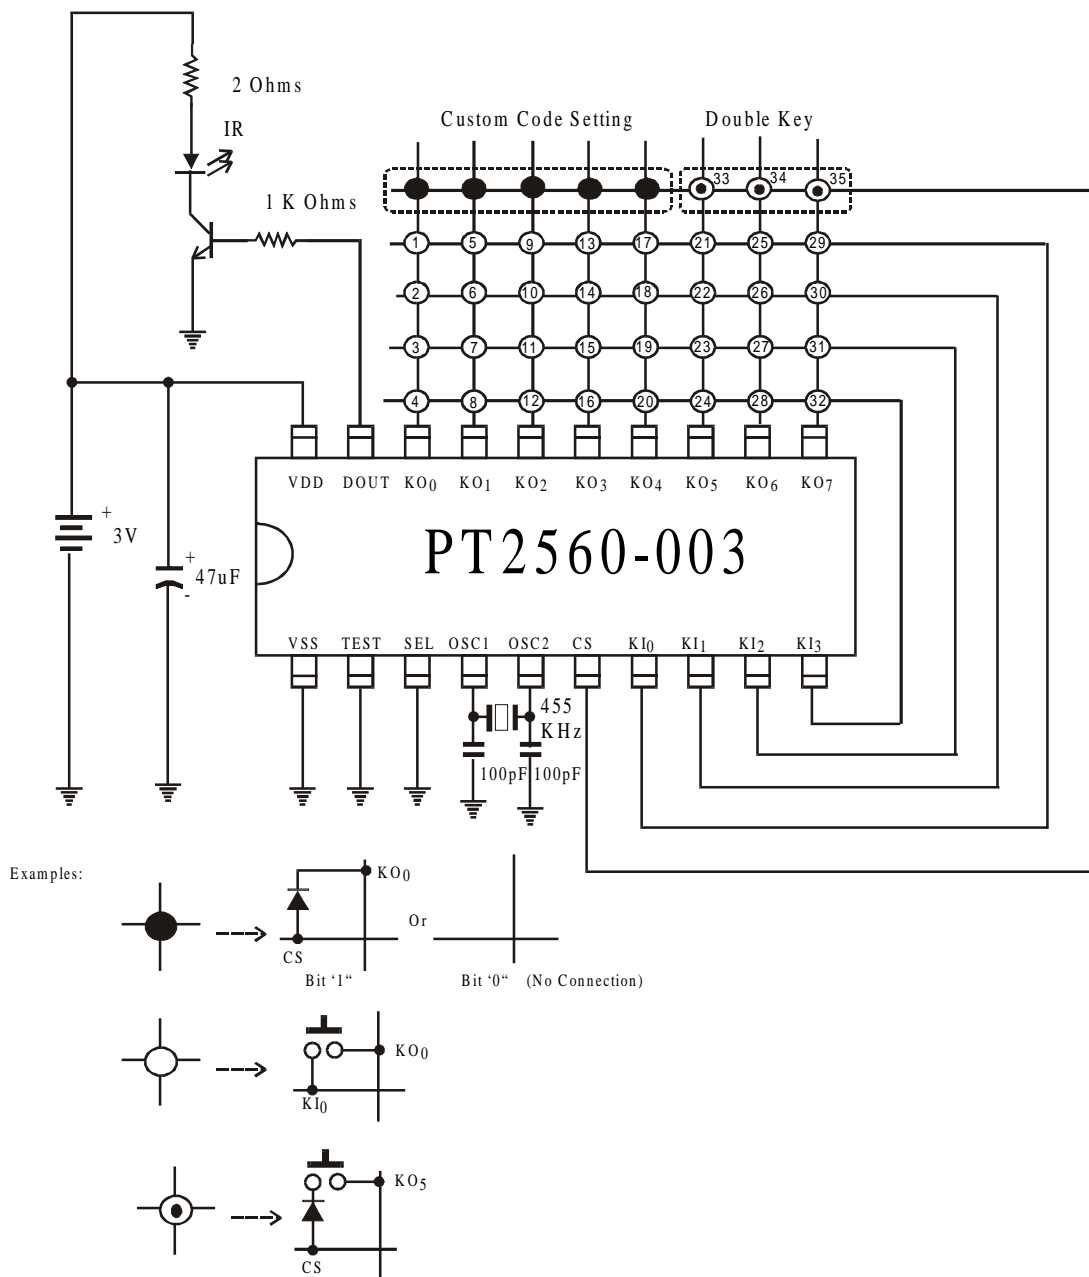 2 Ohms
IR
1 K Ohms
Custom Code Setting
Double Key
33 34 35
1 5 9 13 17 21 25 29
2 6 10 14 18 22 26 30
3 7 11 15 19 23 27 31
4 8 12 16 20 24 28 32
VDD DOUT KO0 KO1 KO2 KO3 KO4 KO5 KO6 KO7
PT2560-003
+
3V
+
47uF
-
VSS TEST SEL OSC1 OSC2 CS KI0 KI1 KI2 KI3
455
KHz
100pF 100pF
Examples:
KO0
Or
CS
Bit ‘1“
Bit ‘0“ (No Connection)
KO0
KI0
KO5
CS